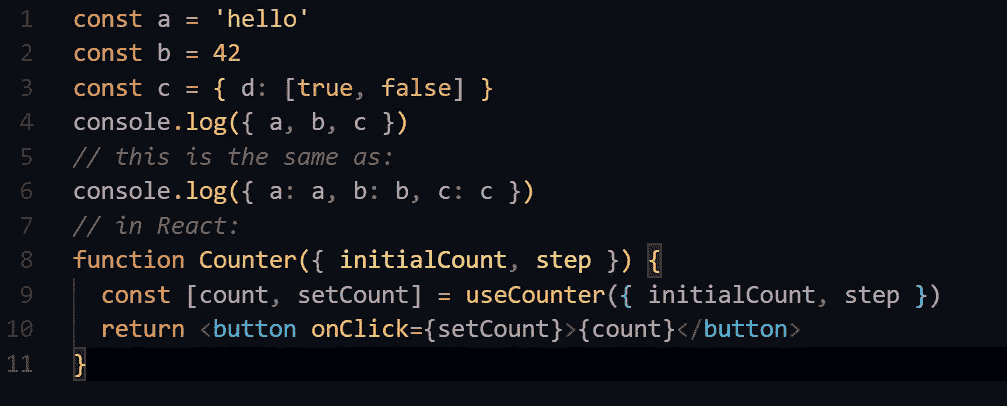 1 const a = 'hello'
2 const b = 42
3 const c = { d: [true, false] }
4 console.log({ a, b, c })
5 // this is the same as:
6 console.log({ a: a, b: b, c: c })
7 // in React:
8 function Counter({ initialCount, step }) {
9   const [count, setCount] = useCounter({ initialCount, step })
10   return <button onClick={setCount}>{count}</button>
11 }